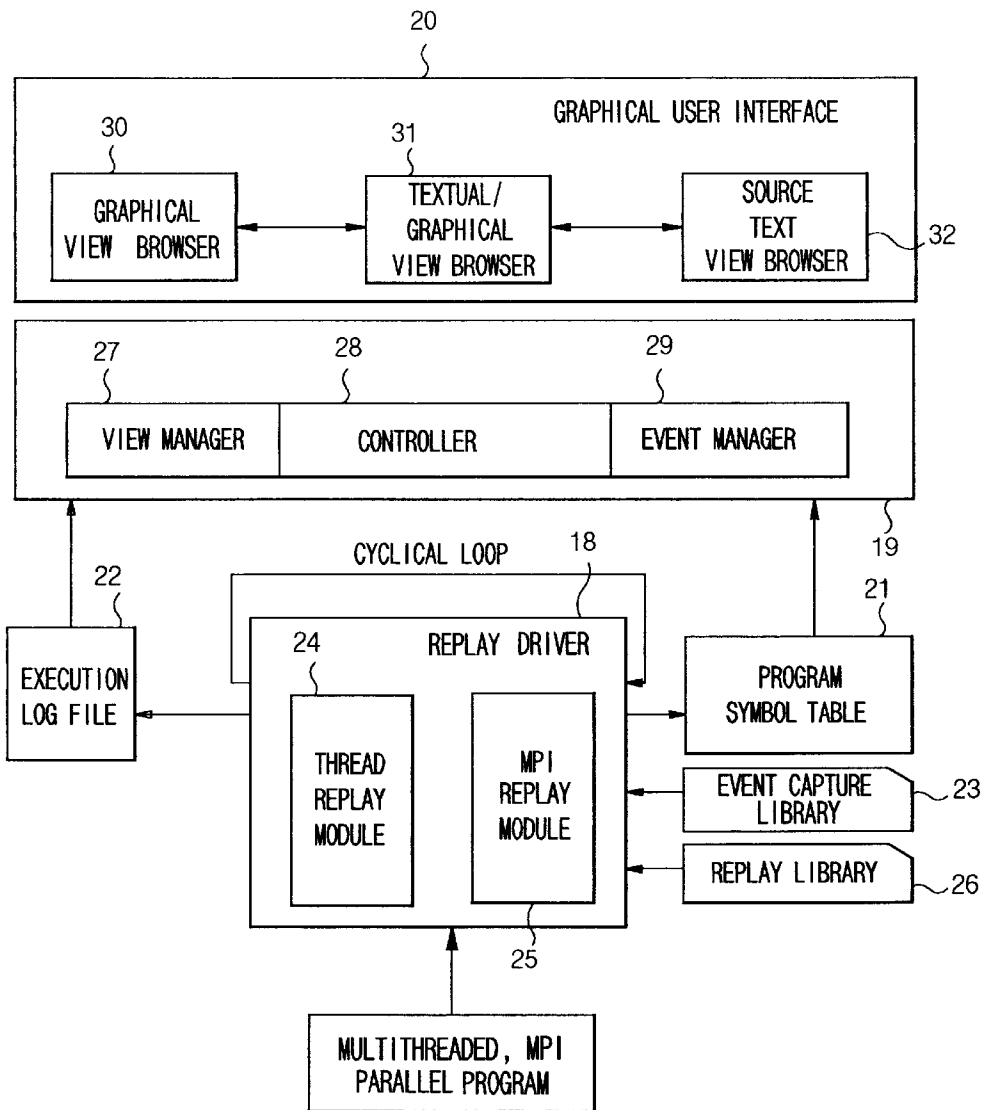 20
GRAPHICAL USER INTERFACE
30
31
GRAPHICAL
VIEW BROWSER
TEXTUAL/
GRAPHICAL
VIEW BROWSER
SOURCE
TEXT
VIEW BROWSER
32
27
28
29
VIEW MANAGER
CONTROLLER
EVENT MANAGER
19
CYCLICAL LOOP
18
22
21
EXECUTION
LOG FILE
24
REPLAY DRIVER
THREAD
REPLAY
MODULE
MPI
REPLAY
MODULE
25
PROGRAM
SYMBOL TABLE
EVENT CAPTURE
LIBRARY
23
REPLAY LIBRARY
26
MULTITHREADED, MPI
PARALLEL PROGRAM